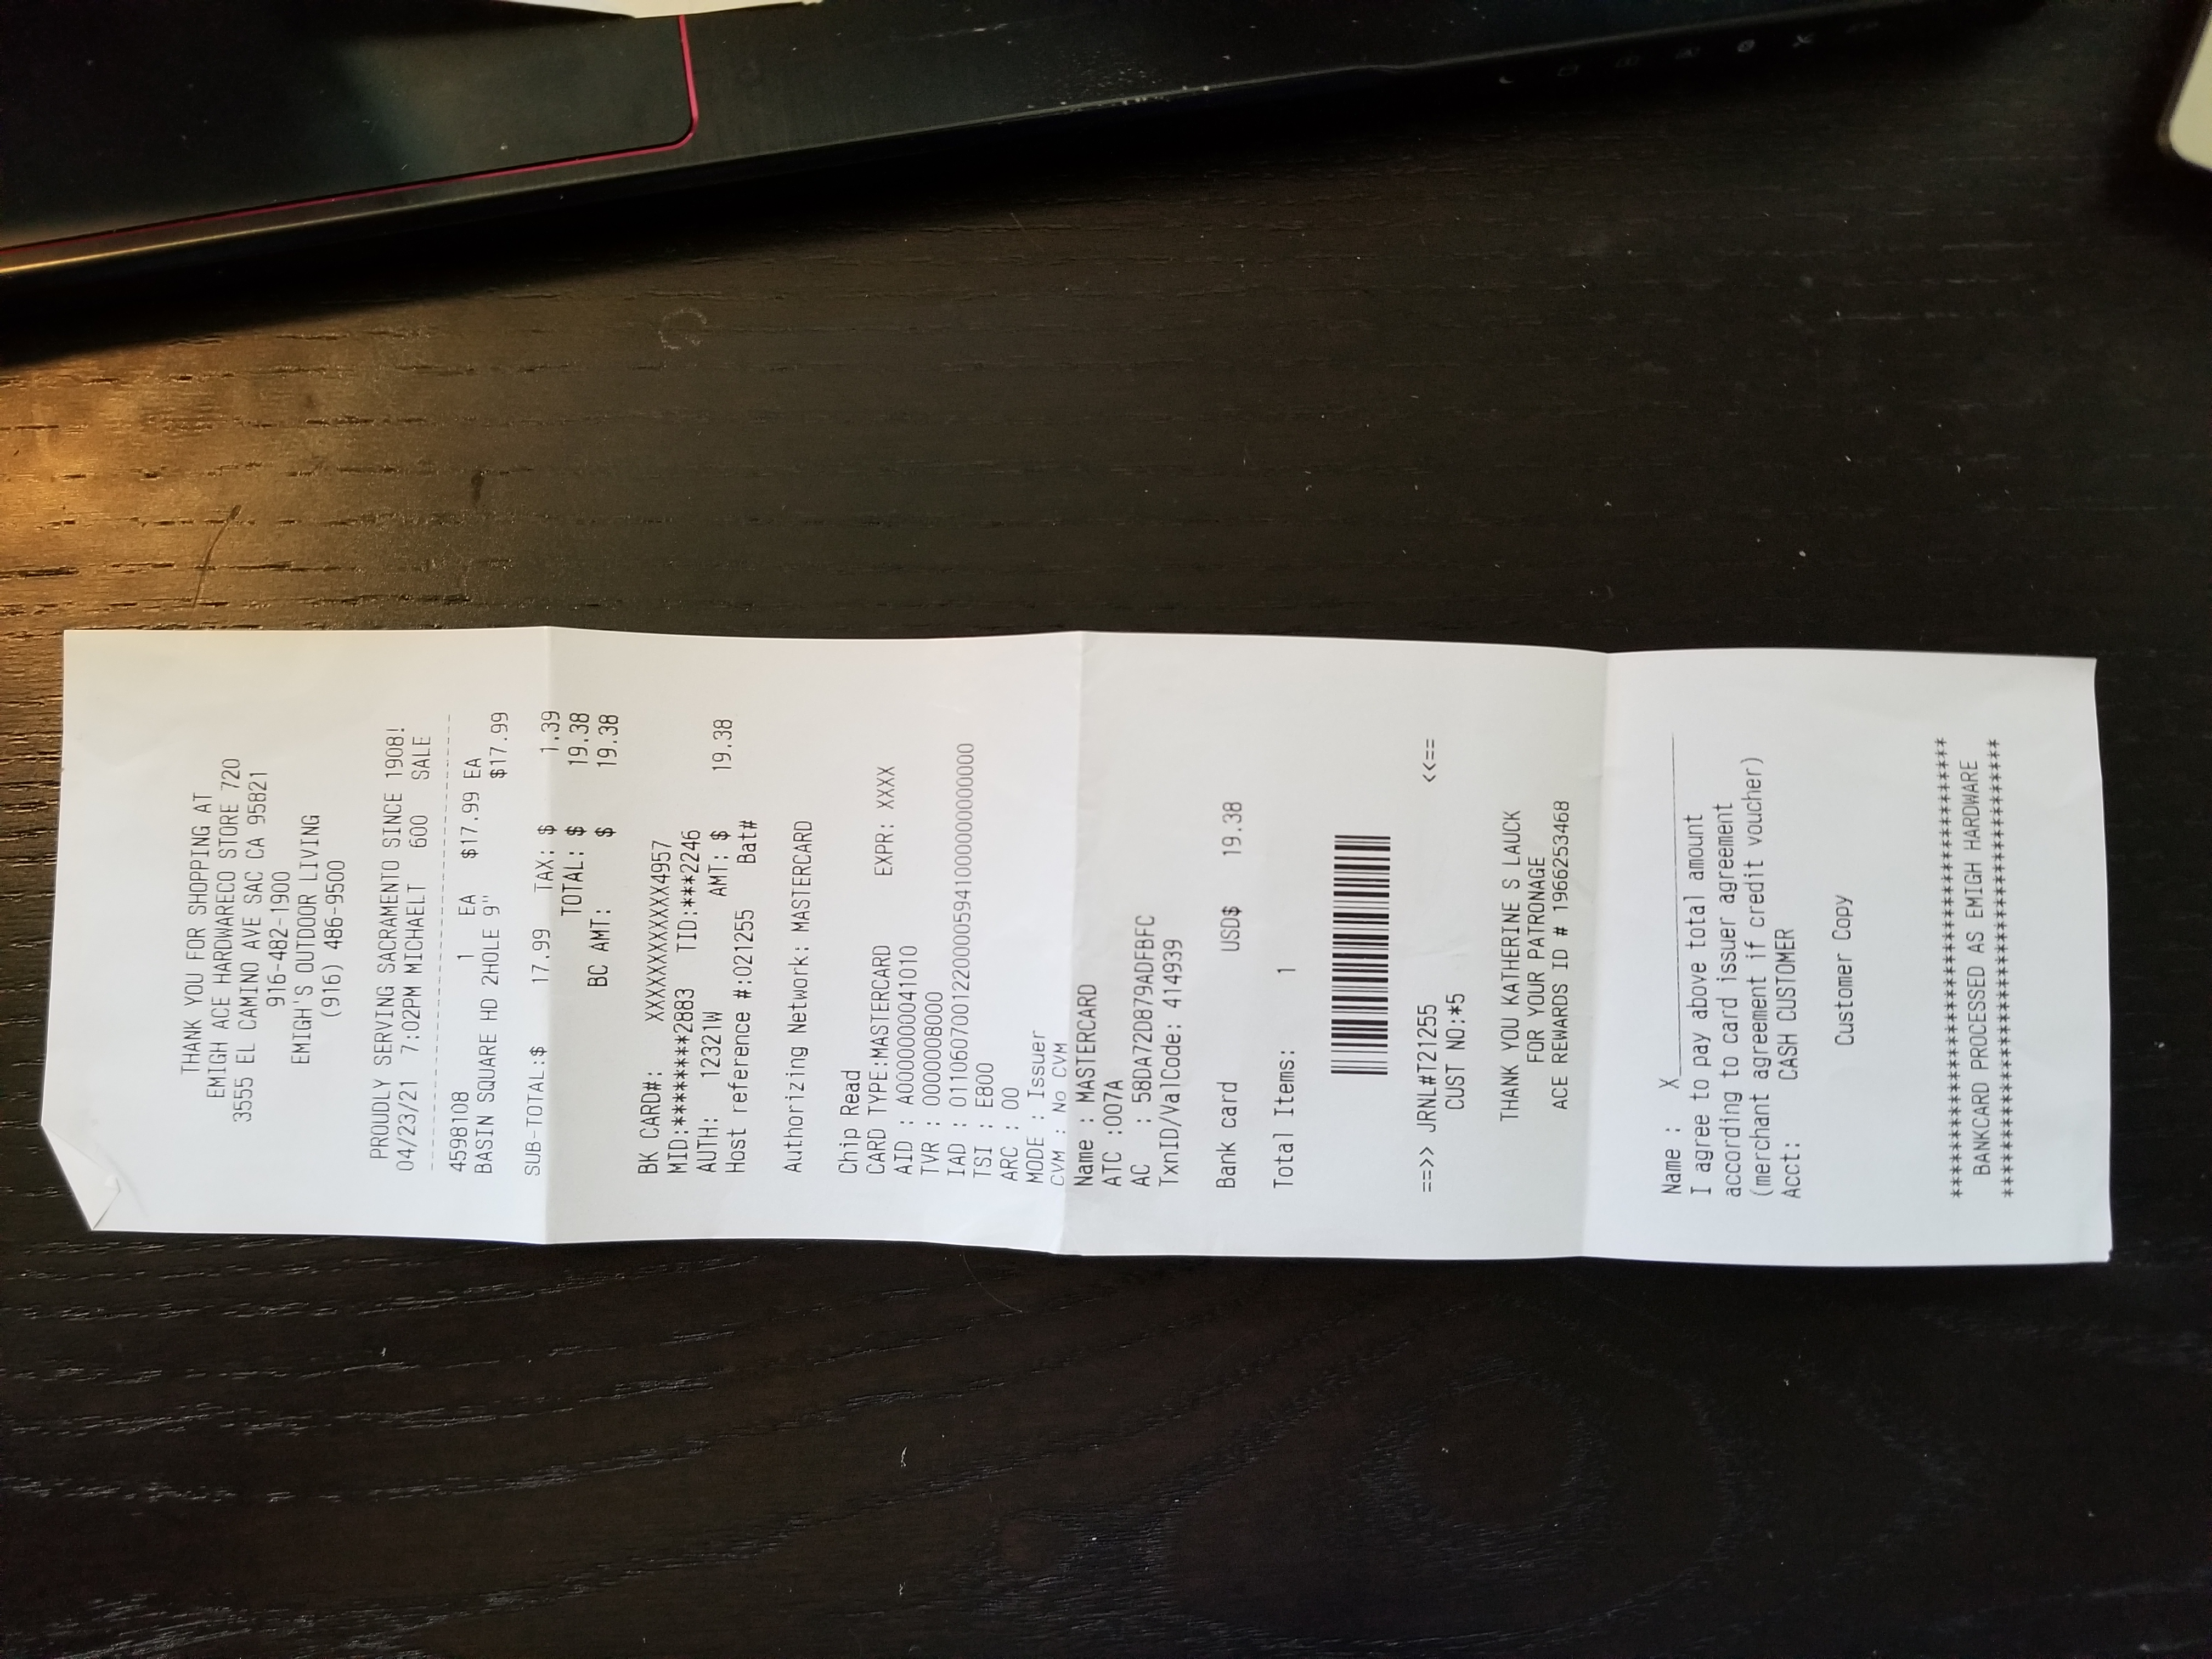 THANK YOU FOR SHOPPING AT
EMIGH ACE HARDWARECO STORE 720
3555 EL CAMINO AVE SAC CA 95821
916-482-1900
EMIGH'S OUTDOOR LIVING
(916) 486-9500
PROUDLY SERVING SACRAMENTO SINCE 1908!
04/23/21 7:02PM MICHAELT 600 SALE
----------------------------------------
4598108 1 EA $17.99 EA
BASIN SQUARE HD 2HOLE 9" $17.99
SUB-TOTAL:$ 17.99 TAX: $ 1.39
TOTAL: $ 19.38
BC AMT: $ 19.38
BK CARD#: XXXXXXXXXXXX4957
MID:********2883 TID:***2246
AUTH: 12321W AMT: $ 19.38
Host reference #:021255 Bat#
Authorizing Network: MASTERCARD
Chip Read
CARD TYPE:MASTERCARD EXPR: XXXX
AID : A0000000041010
TVR : 0000008000
IAD : 0110607001220000594100000000000​0
TSI : E800
ARC : 00
MODE : Issuer
CVM : No CVM
Name : MASTERCARD
ATC :007A
AC : 58DA72D879ADFBFC
TxnID/ValCode: 414939
Bank card USD$ 19.38
Total Items: 1
==>> JRNL#T21255 <<==
CUST NO:*5
THANK YOU KATHERINE S LAUCK
FOR YOUR PATRONAGE
ACE REWARDS ID # 1966253468
Name : X______________________________
I agree to pay above total amount
according to card issuer agreement
(merchant agreement if credit voucher)
Acct: CASH CUSTOMER
Customer Copy
****************************************
BANKCARD PROCESSED AS EMIGH HARDWARE
****************************************